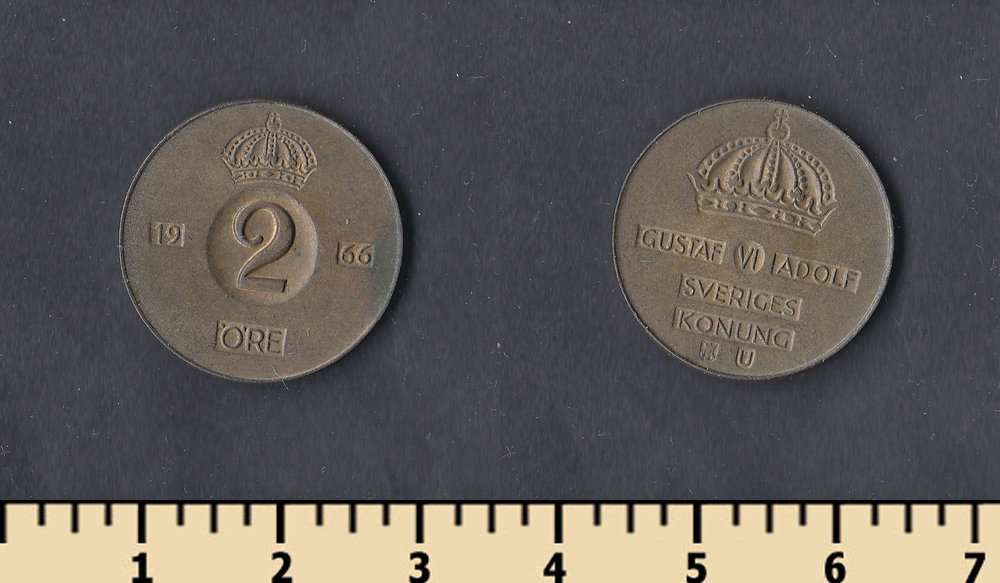 19 2 66
ÖRE
GUSTAF VI ADOLF
SVERIGES
KONUNG
U
1 2 3 4 5 6 7